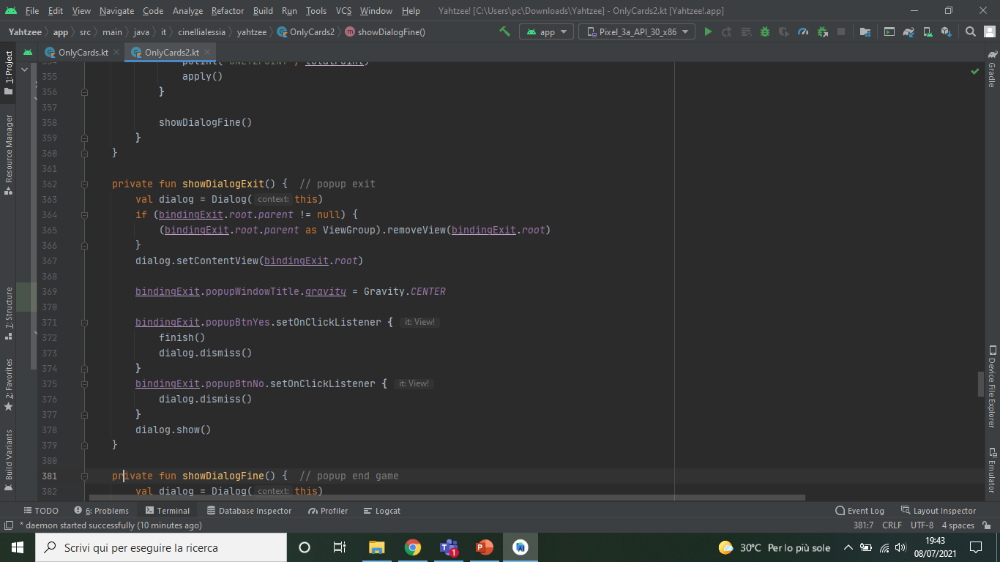 File Edit View Navigate Code Analyze Refactor Build Run Tools VCS Window Help Yahtzee! [C:\Users\pc\Downloads\Yahtzee] - OnlyCards2.kt [Yahtzee!.app]
Yahtzee app src main java it cinellialessia yahtzee OnlyCards2 showDialogFine() app Pixel_3a_API_30_x86
OnlyCards.kt OnlyCards2.kt
1: Project
Resource Manager
7: Structure
2: Favorites
Build Variants
355 apply()
356 }
357
358 showDialogFine()
359 }
360 }
361
362 private fun showDialogExit() { // popup exit
363 val dialog = Dialog( context: this)
364 if (bindingExit.root.parent != null) {
365 (bindingExit.root.parent as ViewGroup).removeView(bindingExit.root)
366 }
367 dialog.setContentView(bindingExit.root)
368
369 bindingExit.popupWindowTitle.gravity = Gravity.CENTER
370
371 bindingExit.popupBtnYes.setOnClickListener { it: View!
372 finish()
373 dialog.dismiss()
374 }
375 bindingExit.popupBtnNo.setOnClickListener { it: View!
376 dialog.dismiss()
377 }
378 dialog.show()
379 }
380
381 private fun showDialogFine() { // popup end game
382 val dialog = Dialog( context: this)
Gradle
Device File Explorer
Emulator
TODO 6: Problems Terminal Database Inspector Profiler Logcat Event Log Layout Inspector
* daemon started successfully (10 minutes ago) 381:7 CRLF UTF-8 4 spaces
Scrivi qui per eseguire la ricerca 1 30°C Per lo più sole 19:43
08/07/2021